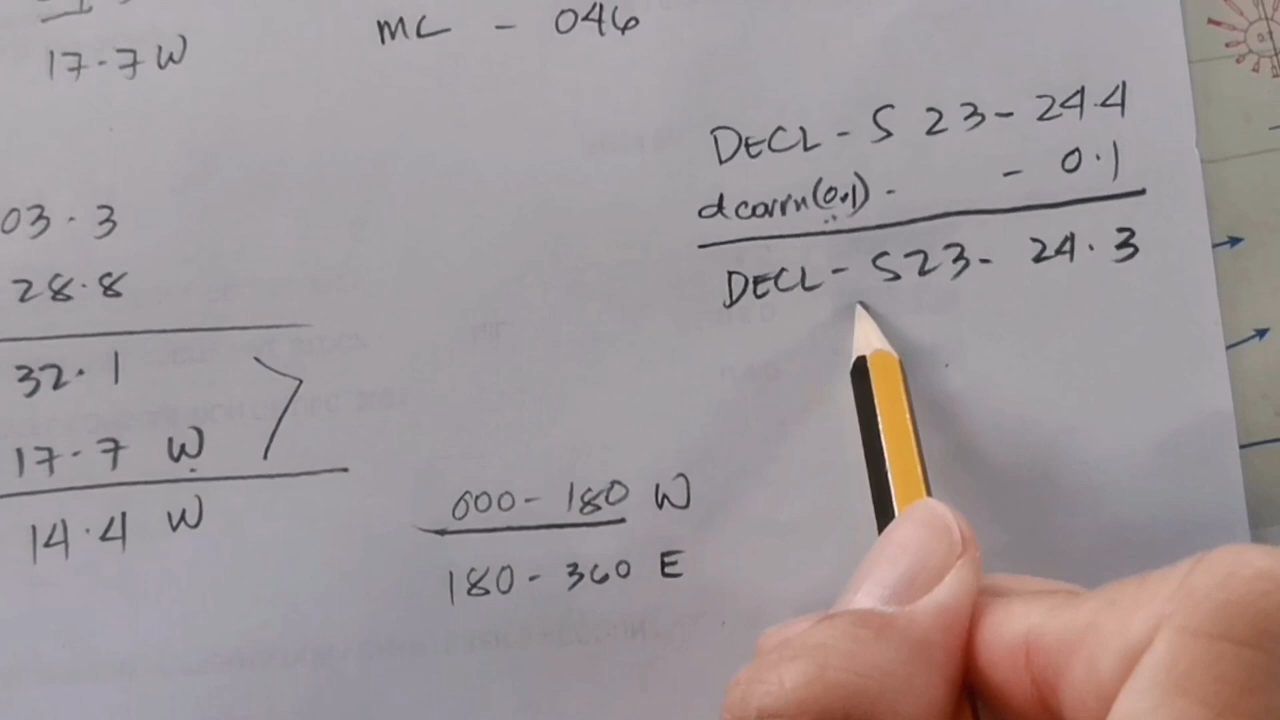 17.7 W
MC - 046
DECL - S 23 - 24.4
dcorrn(0.1). - 0.1
DECL - S23 - 24.3
03.3
28.8
32.1
17.7 W
14.4 W
000 - 180 W
180 - 360 E